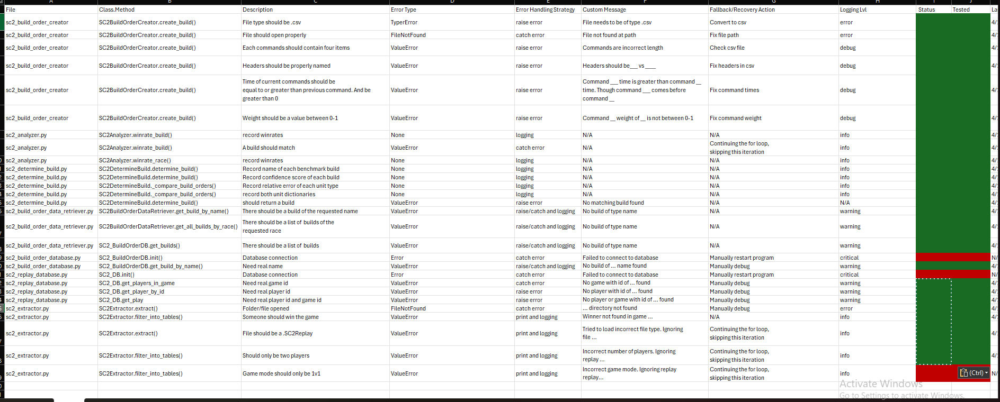 A B C D E F G H I J
File Class.Method Description Error Type Error Handling Strategy Custom Message Fallback/Recovery Action Logging Lvl Status Tested
sc2_build_order_creator SC2BuildOrderCreator.create_build() File type should be .csv TyperError raise error File needs to be of type .csv Convert to csv error 4/
sc2_build_order_creator SC2BuildOrderCreator.create_build() File should open properly FileNotFound catch error File not found at path Fix file path error 4/
sc2_build_order_creator SC2BuildOrderCreator.create_build() Each commands should contain four items ValueError raise error Commands are incorrect length Check csv file debug 4/
sc2_build_order_creator SC2BuildOrderCreator.create_build() Headers should be properly named ValueError raise error Headers should be___ vs ____ Fix headers in csv debug 4/
Time of current commands should be
equal to or greater than previous command. And be
greater than 0
sc2_build_order_creator SC2BuildOrderCreator.create_build() ValueError raise error
Command ___ time is greater than command __
time. Though command ___ comes before
command __
Fix command times debug 4/
sc2_build_order_creator SC2BuildOrderCreator.create_build() Weight should be a value between 0-1 ValueError raise error Command __ weight of __ is not between 0-1 Fix command weight debug 4/
sc2_analyzer.py SC2Analyzer.winrate_build() record winrates None logging N/A N/A info 4/
sc2_analyzer.py SC2Analyzer.winrate_build() A build should match ValueError catch error N/A
Continuing the for loop,
skipping this iteration
info 4/
sc2_analyzer.py SC2Analyzer.winrate_race() record winrates None logging N/A N/A info 4/
sc2_determine_build.py SC2DetermineBuild.determine_build() Record name of each benchmark build None logging N/A N/A info 4/
sc2_determine_build.py SC2DetermineBuild.determine_build() Record confidence score of each build None logging N/A N/A info 4/
sc2_determine_build.py SC2DetermineBuild._compare_build_orders() Record relative error of each unit type None logging N/A N/A info 4/
sc2_determine_build.py SC2DetermineBuild._compare_build_orders() record both unit dictionaries None logging N/A N/A info 4/
sc2_determine_build.py SC2DetermineBuild.determine_build() should return a build ValueError raise error No matching build found N/A N/A 4/
sc2_build_order_data_retriever.py SC2BuildOrderDataRetriever.get_build_by_name() There should be a build of the requested name ValueError raise/catch and logging No build of type name N/A warning 4/
sc2_build_order_data_retriever.py SC2BuildOrderDataRetriever.get_all_builds_by_race()
There should be a list of builds of the
requested race
ValueError raise/catch and logging No build of type name N/A warning 4/
sc2_build_order_data_retriever.py SC2_BuildOrderDB.get_builds() There should be a list of builds ValueError raise/catch and logging No build of type name N/A warning 4/
sc2_build_order_database.py SC2_BuildOrderDB.init() Database connection Error catch error Failed to connect to database Manually restart program critical N/
sc2_build_order_database.py SC2_BuildOrderDB.get_build_by_name() Need real name ValueError raise/catch and logging No build of ... name found Manually debug warning 4/
sc2_replay_database.py SC2_DB.init() Database connection Error catch error Failed to connect to database Manually restart program critical N/
sc2_replay_database.py SC2_DB.get_players_in_game Need real game id ValueError catch error No game with id of ... found Manually debug warning 4/
sc2_replay_database.py SC2_DB.get_player_by_id Need real player id ValueError raise error No player with id of ... found Manually debug warning 4/
sc2_replay_database.py SC2_DB.get_play Need real player id and game id ValueError raise error No player or game with id of ... found Manually debug warning 4/
sc2_extractor.py SC2Extractor.extract() Folder/file opened FileNotFound catch error ... directory not found Manually debug error 4/
sc2_extractor.py SC2Extractor.filter_into_tables() Someone should win the game ValueError print and logging Winner not found in game ... N/A info 4/
sc2_extractor.py SC2Extractor.extract() File should be a .SC2Replay ValueError print and logging
Tried to load incorrect file type. Ignoring
file ...
Continuing the for loop,
skipping this iteration
info 4/
sc2_extractor.py SC2Extractor.filter_into_tables() Should only be two players ValueError print and logging
Incorrect number of players. Ignoring
replay ...
Continuing the for loop,
skipping this iteration
info 4/
sc2_extractor.py SC2Extractor.filter_into_tables() Game mode should only be 1v1 ValueError print and logging
Incorrect game mode. Ignoring replay
replay...
Continuing the for loop,
skipping this iteration
info N/
(Ctrl)
Activate Windows
Go to Settings to activate Windows.